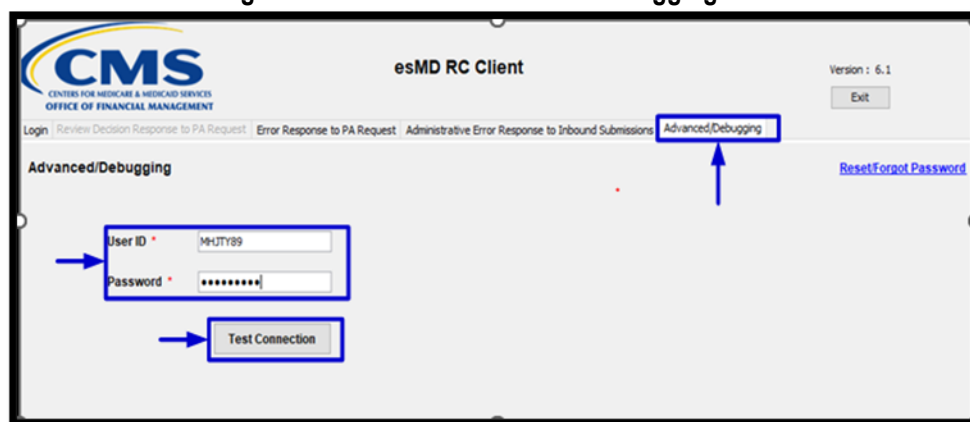 CMS
CENTERS FOR MEDICARE & MEDICAID SERVICES
OFFICE OF FINANCIAL MANAGEMENT
esMD RC Client
Version : 6.1
Exit
Login Review Decision Response to PA Request Error Response to PA Request Administrative Error Response to Inbound Submissions Advanced/Debugging
Advanced/Debugging Reset/Forgot Password
User ID * MHJTY89
Password * •••••••••
Test Connection